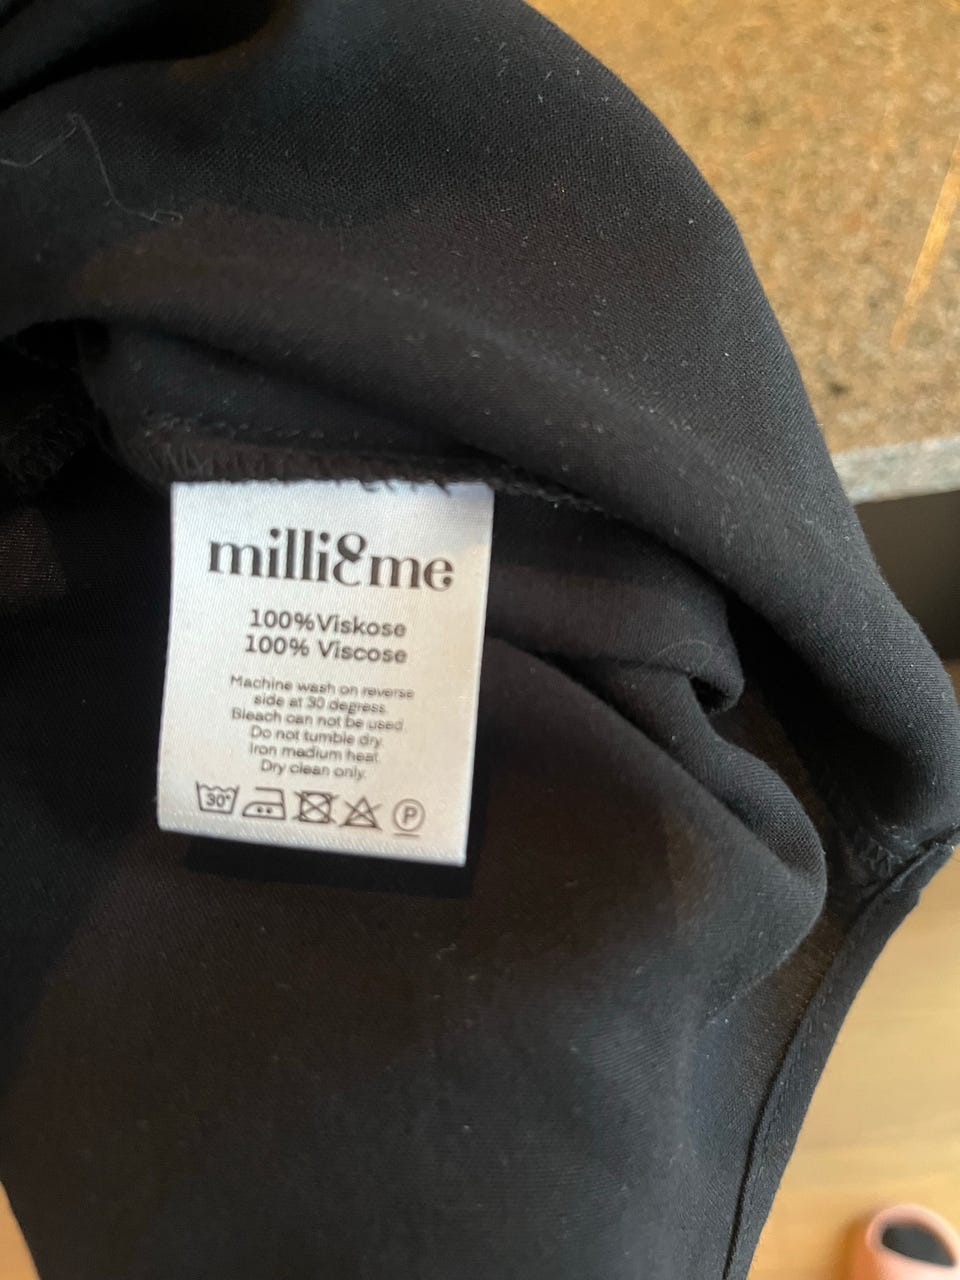 milli&me
100%Viskose
100% Viscose
Machine wash on reverse
side at 30 degress.
Bleach can not be used
Do not tumble dry.
Iron medium heat.
Dry clean only.
30° P